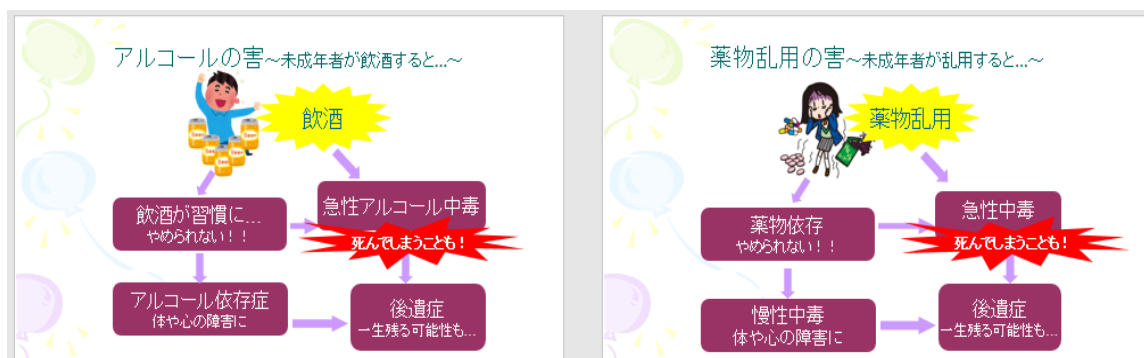 アルコールの害~未成年者が飲酒すると…~
飲酒
飲酒が習慣に…
やめられない！！
急性アルコール中毒
死んでしまうことも！
アルコール依存症
体や心の障害に
後遺症
一生残る可能性も…
薬物乱用の害~未成年者が乱用すると…~
薬物乱用
薬物依存
やめられない！！
急性中毒
死んでしまうことも！
慢性中毒
体や心の障害に
後遺症
一生残る可能性も…